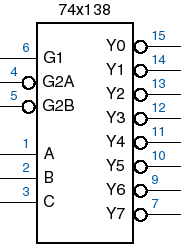 74x138
6 G1 Y0 15
Y1 14
4 G2A Y2 13
5 G2B Y3 12
Y4 11
1 A Y5 10
2 B Y6 9
3 C Y7 7